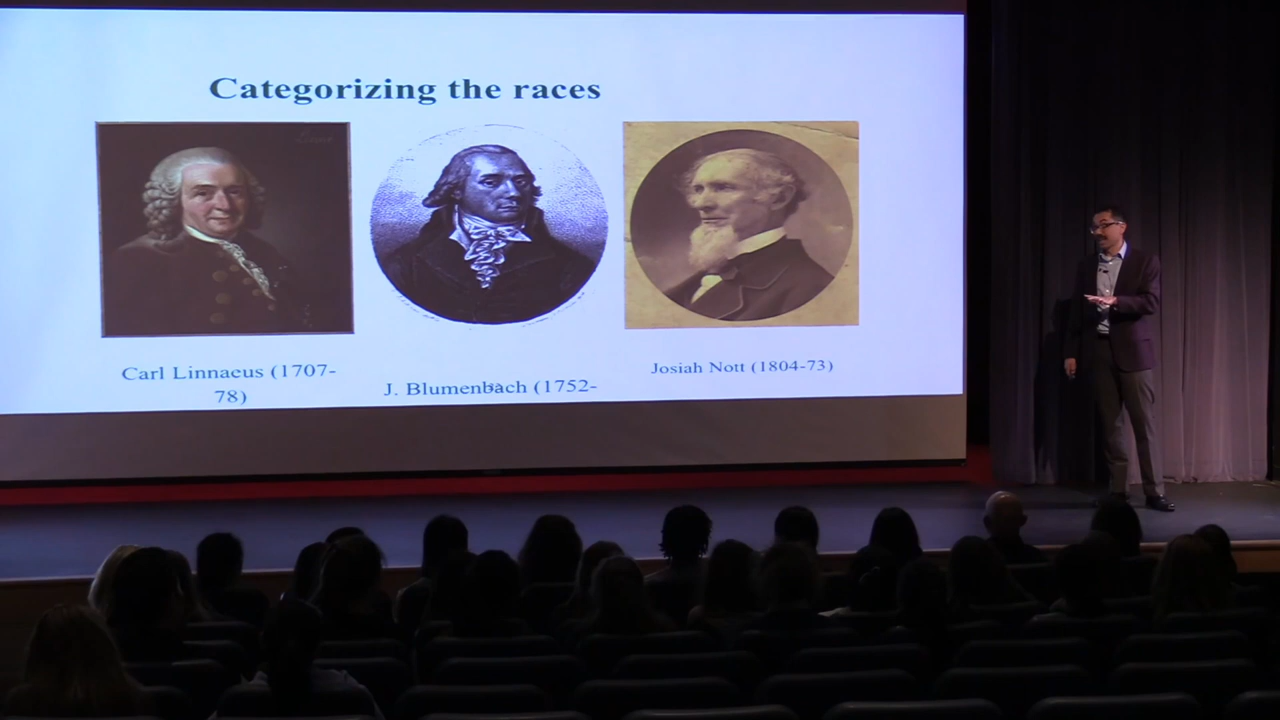 Categorizing the races
Carl Linnaeus (1707-
78)
J. Blumenbach (1752-
Josiah Nott (1804-73)